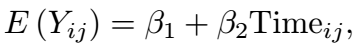 E (Y_{ij}) = β_1 + β_2 Time_{ij},